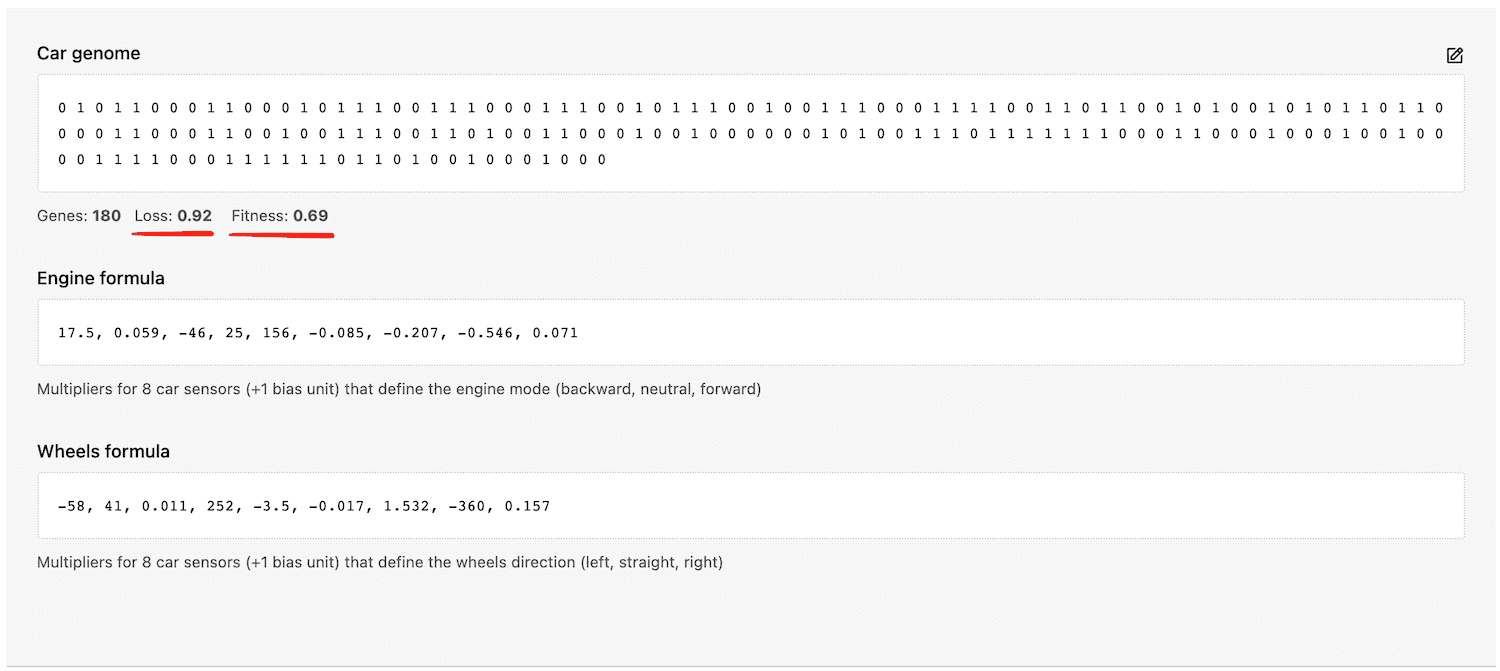 Car genome
0 1 0 1 1 0 0 0 1 1 0 0 0 1 0 1 1 1 0 0 1 1 1 0 0 0 1 1 1 0 0 1 0 1 1 1 0 0 1 0 0 1 1 1 0 0 0 1 1 1 1 0 0 1 1 0 1 1 0 0 1 0 1 0 0 1 0 1 0 1 1 0 1 1 0
0 0 0 1 1 0 0 0 1 1 0 0 1 0 0 1 1 1 0 0 1 1 0 1 0 0 1 1 0 0 0 1 0 0 1 0 0 0 0 0 0 1 0 1 0 0 1 1 1 0 1 1 1 1 1 1 1 0 0 0 1 1 0 0 0 1 0 0 0 1 0 0 1 0 0
0 0 1 1 1 1 0 0 0 1 1 1 1 1 1 0 1 1 0 1 0 0 1 0 0 0 1 0 0 0
Genes: 180 Loss: 0.92 Fitness: 0.69
Engine formula
17.5, 0.059, -46, 25, 156, -0.085, -0.207, -0.546, 0.071
Multipliers for 8 car sensors (+1 bias unit) that define the engine mode (backward, neutral, forward)
Wheels formula
-58, 41, 0.011, 252, -3.5, -0.017, 1.532, -360, 0.157
Multipliers for 8 car sensors (+1 bias unit) that define the wheels direction (left, straight, right)